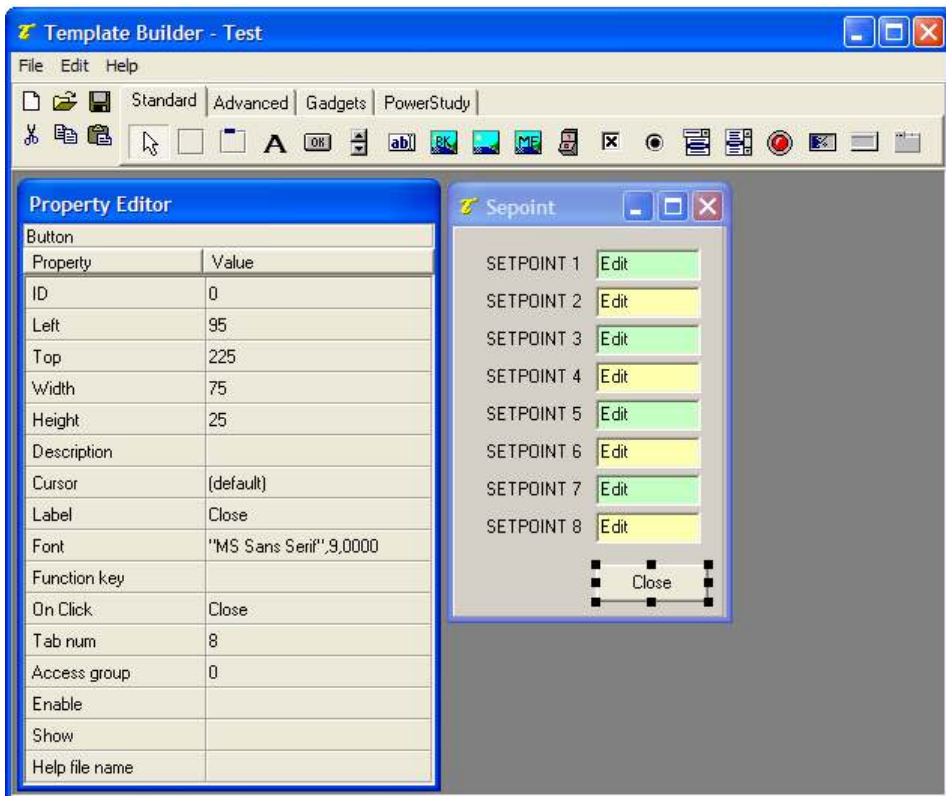 Template Builder - Test
File Edit Help
Standard Advanced Gadgets PowerStudy
A OK ab BK ME
Property Editor
Button
Property Value
ID 0
Left 95
Top 225
Width 75
Height 25
Description
Cursor (default)
Label Close
Font "MS Sans Serif",9,0000
Function key
On Click Close
Tab num 8
Access group 0
Enable
Show
Help file name
Sepoint
SETPOINT 1 Edit
SETPOINT 2 Edit
SETPOINT 3 Edit
SETPOINT 4 Edit
SETPOINT 5 Edit
SETPOINT 6 Edit
SETPOINT 7 Edit
SETPOINT 8 Edit
Close